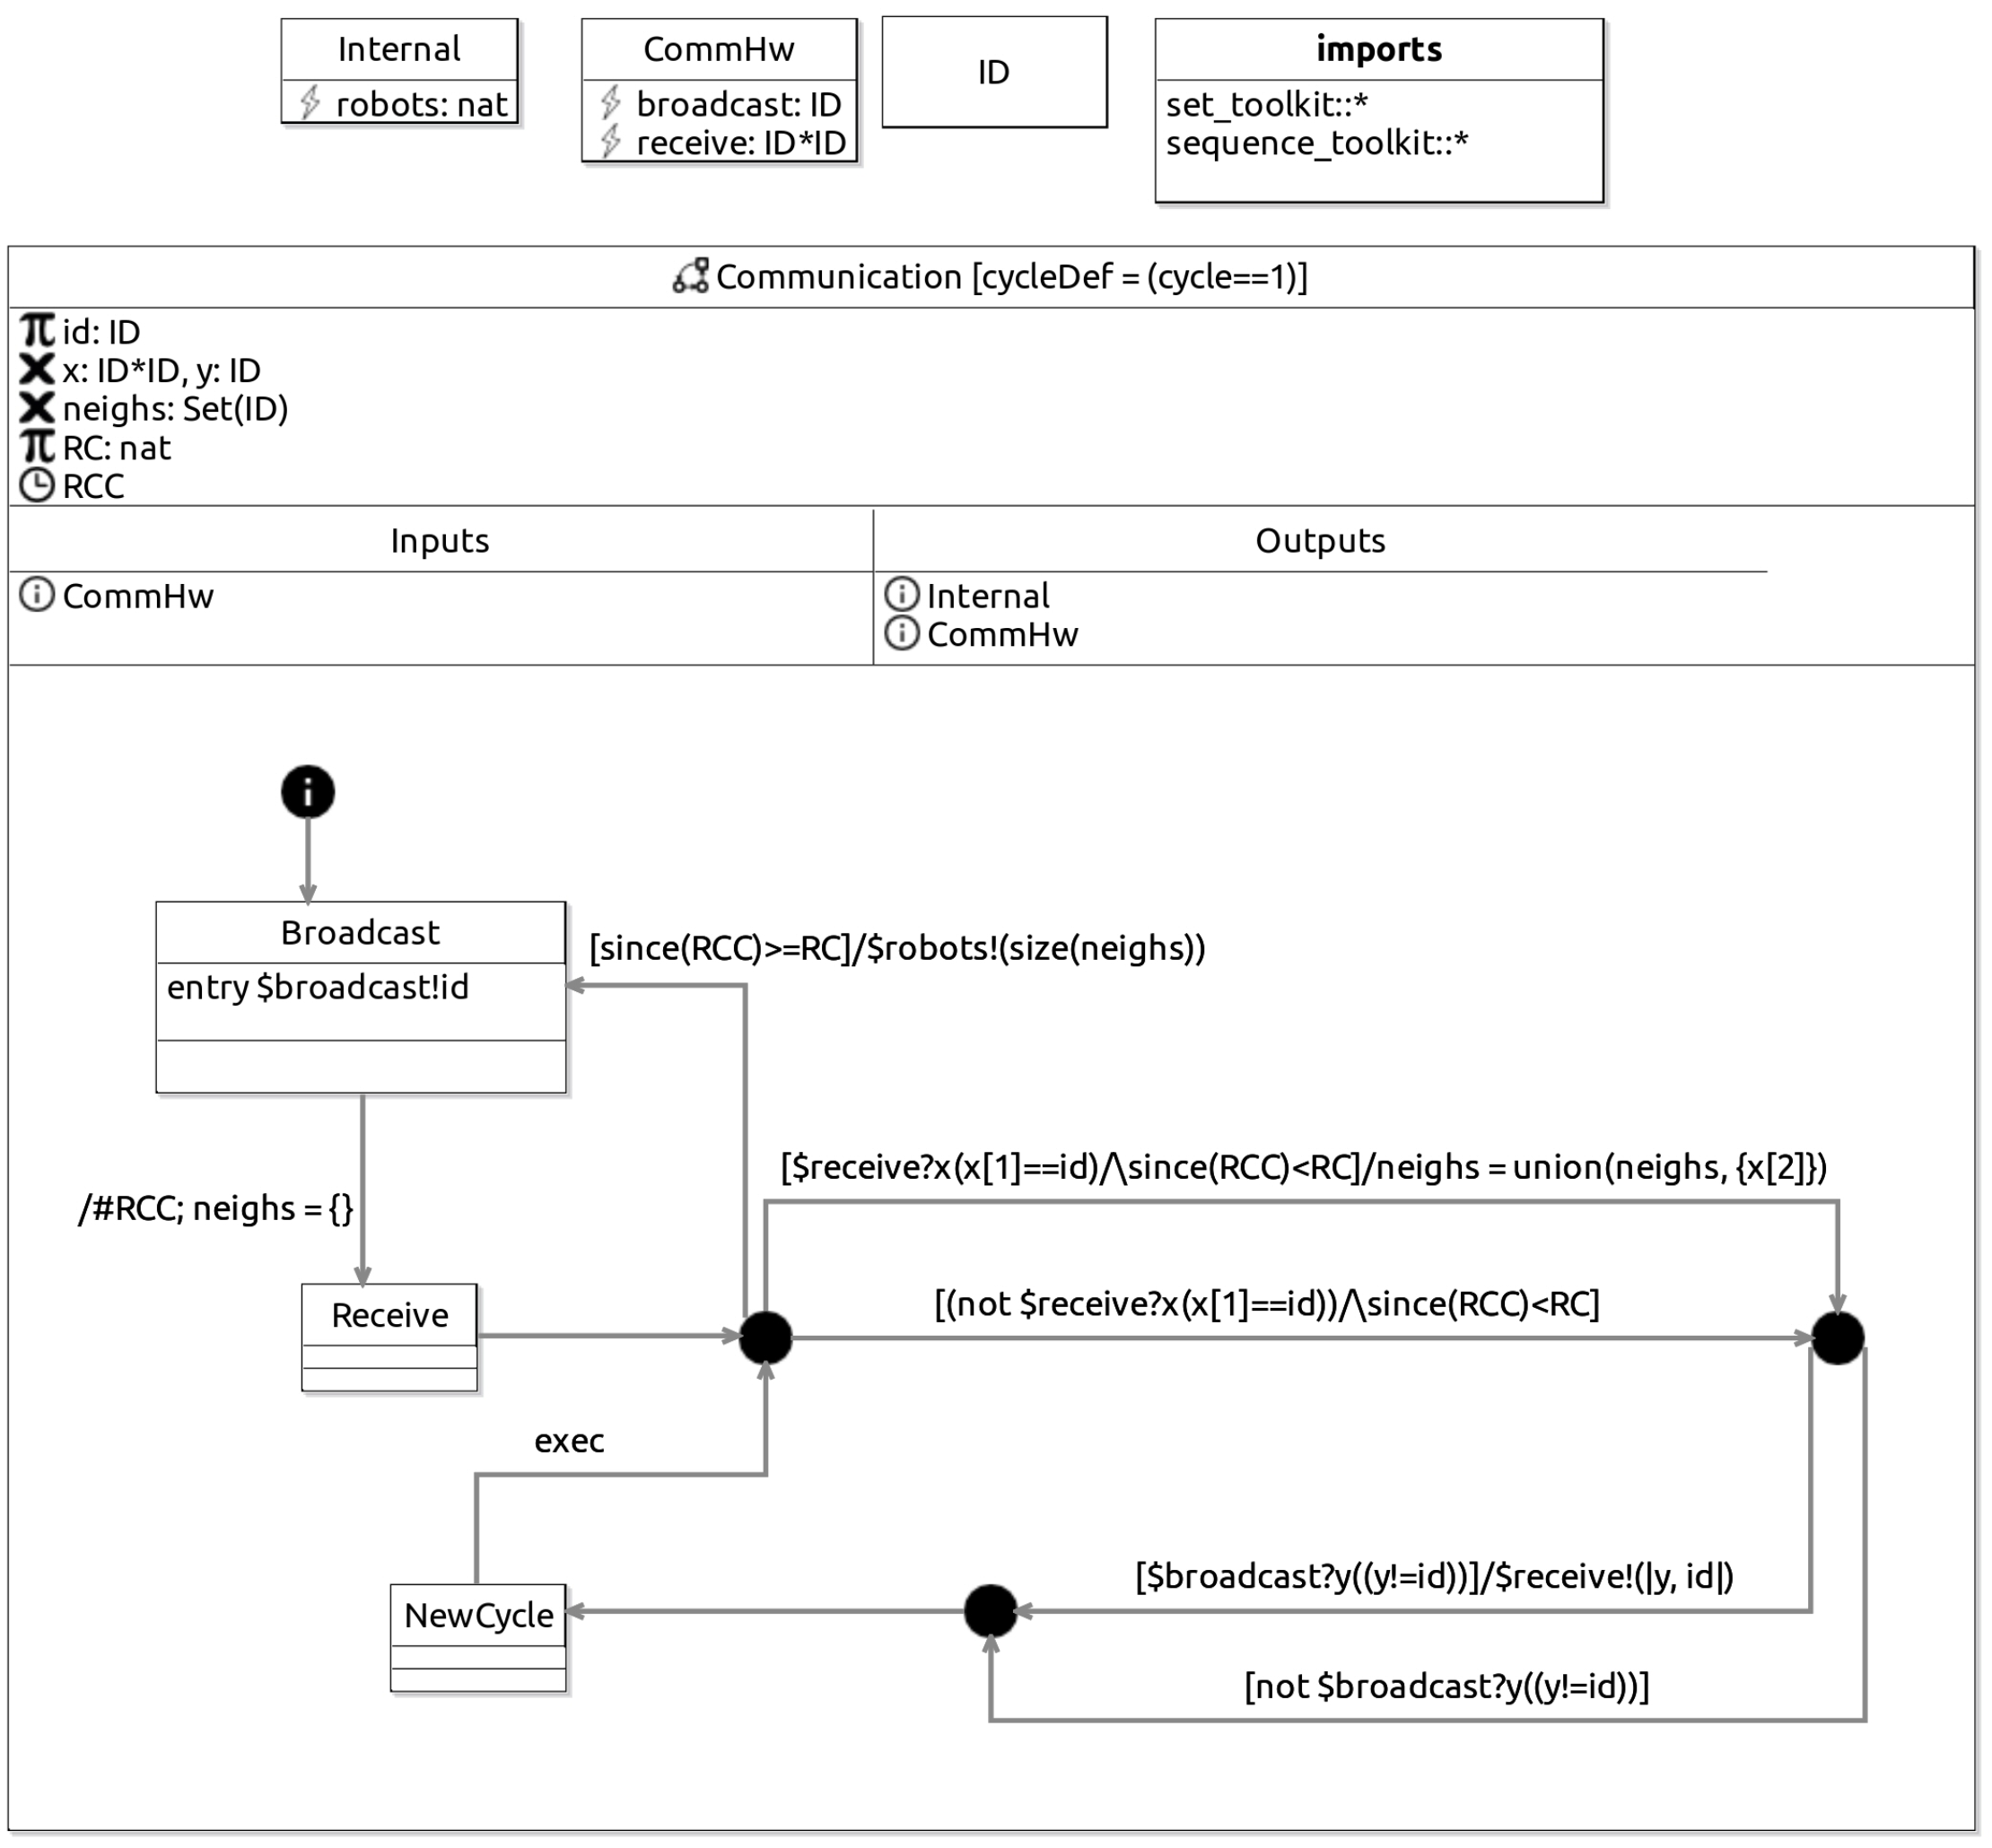 Internal
robots: nat
CommHw
broadcast: ID
receive: ID*ID
ID
imports
set_toolkit::*
sequence_toolkit::*
Communication [cycleDef = (cycle==1)]
π id: ID
x: ID*ID, y: ID
neighs: Set(ID)
π RC: nat
RCC
Inputs
Outputs
i CommHw
i Internal
i CommHw
i
Broadcast
entry $broadcast!id
[since(RCC)>=RC]/$robots!(size(neighs))
[$receive?x(x[1]==id)/\since(RCC)<RC]/neighs = union(neighs, {x[2]})
/#RCC; neighs = {}
[(not $receive?x(x[1]==id))/\since(RCC)<RC]
Receive
exec
[$broadcast?y((y!=id))]/$receive!(|y, id|)
NewCycle
[not $broadcast?y((y!=id))]